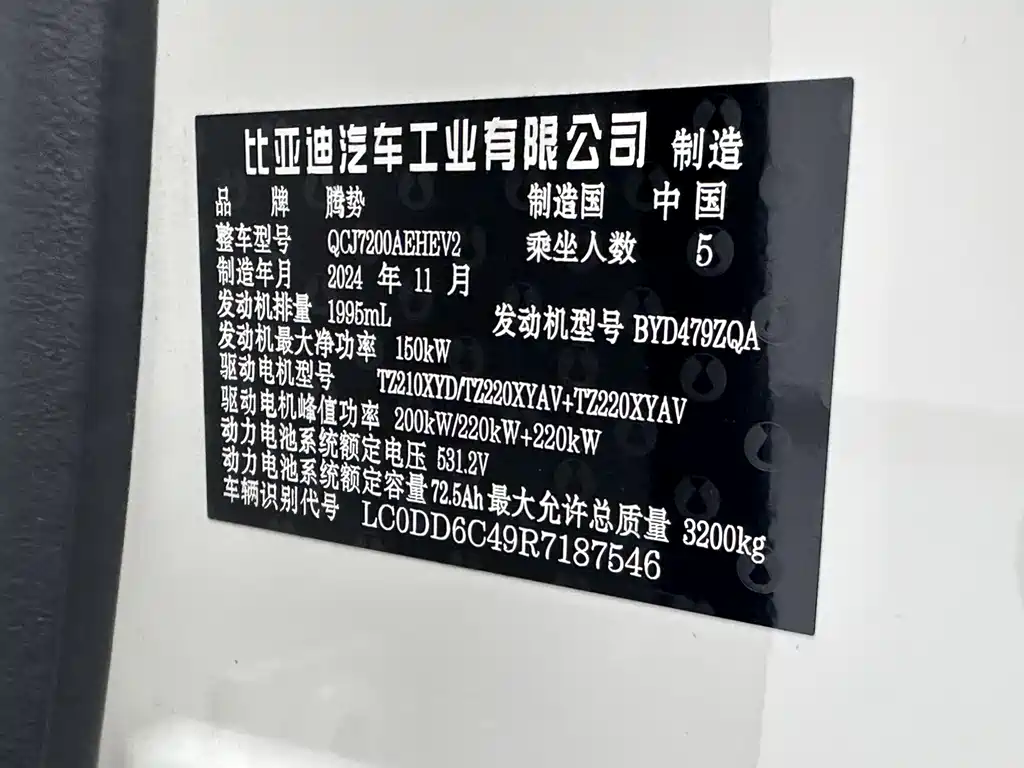 比亚迪汽车工业有限公司 制造
品 牌 腾势 制造国 中国
整车型号 QCJ7200AEHEV2 乘坐人数 5
制造年月 2024 年 11 月
发动机排量 1995mL 发动机型号 BYD479ZQA
发动机最大净功率 150kW
驱动电机型号 TZ210XYD/TZ220XYAV+TZ220XYAV
驱动电机峰值功率 200kW/220kW+220kW
动力电池系统额定电压 531.2V
动力电池系统额定容量 72.5Ah 最大允许总质量 3200kg
车辆识别代号 LC0DD6C49R7187546